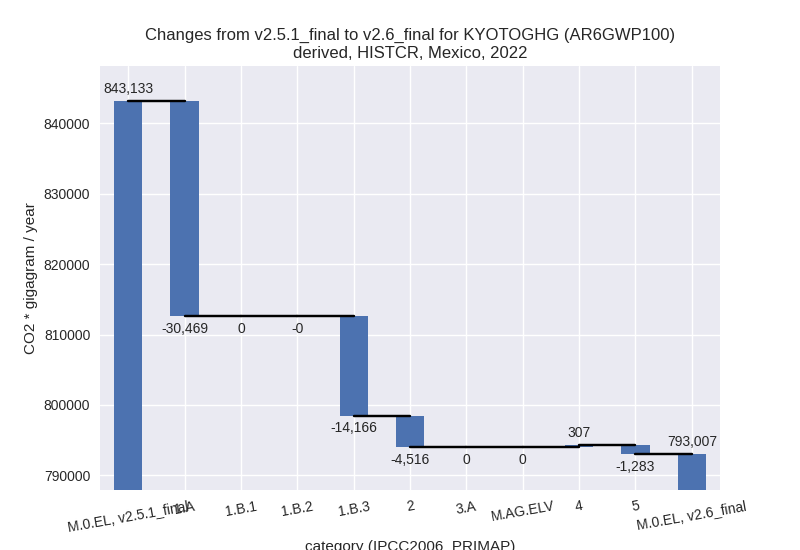 Changes from v2.5.1_final to v2.6_final for KYOTOGHG (AR6GWP100)
derived, HISTCR, Mexico, 2022
CO2 * gigagram / year
840000
830000
820000
810000
800000
790000
843,133
-30,469
0
-0
-14,166
-4,516
0
0
307
-1,283
793,007
M.0.EL, v2.5.1_final
1.A
1.B.1
1.B.2
1.B.3
2
3.A
M.AG.ELV
4
5
M.0.EL, v2.6_final
category (IPCC2006_PRIMAP)